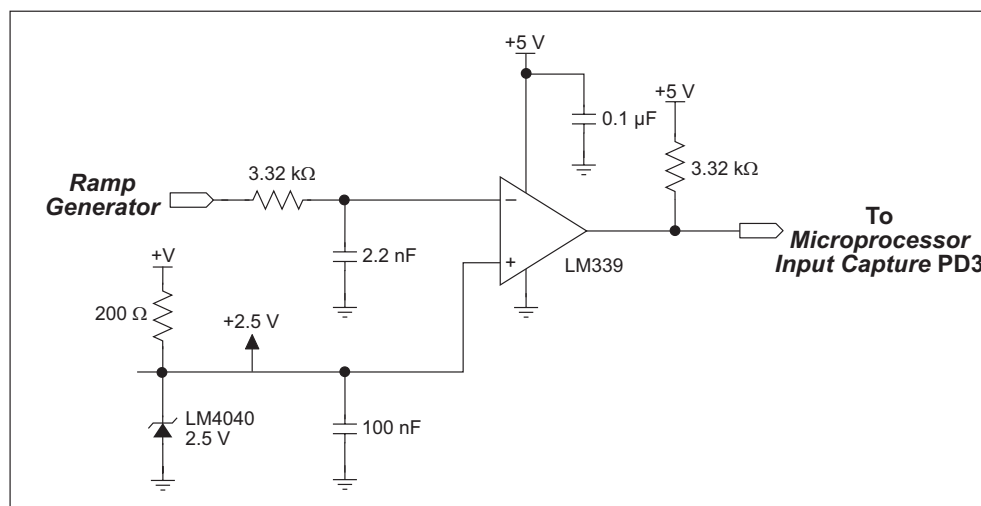 +5 V
0.1 µF
+5 V
3.32 kΩ
3.32 kΩ
Ramp
Generator
−
+
LM339
To
Microprocessor
Input Capture PD3
2.2 nF
+V
200 Ω
+2.5 V
LM4040
2.5 V
100 nF